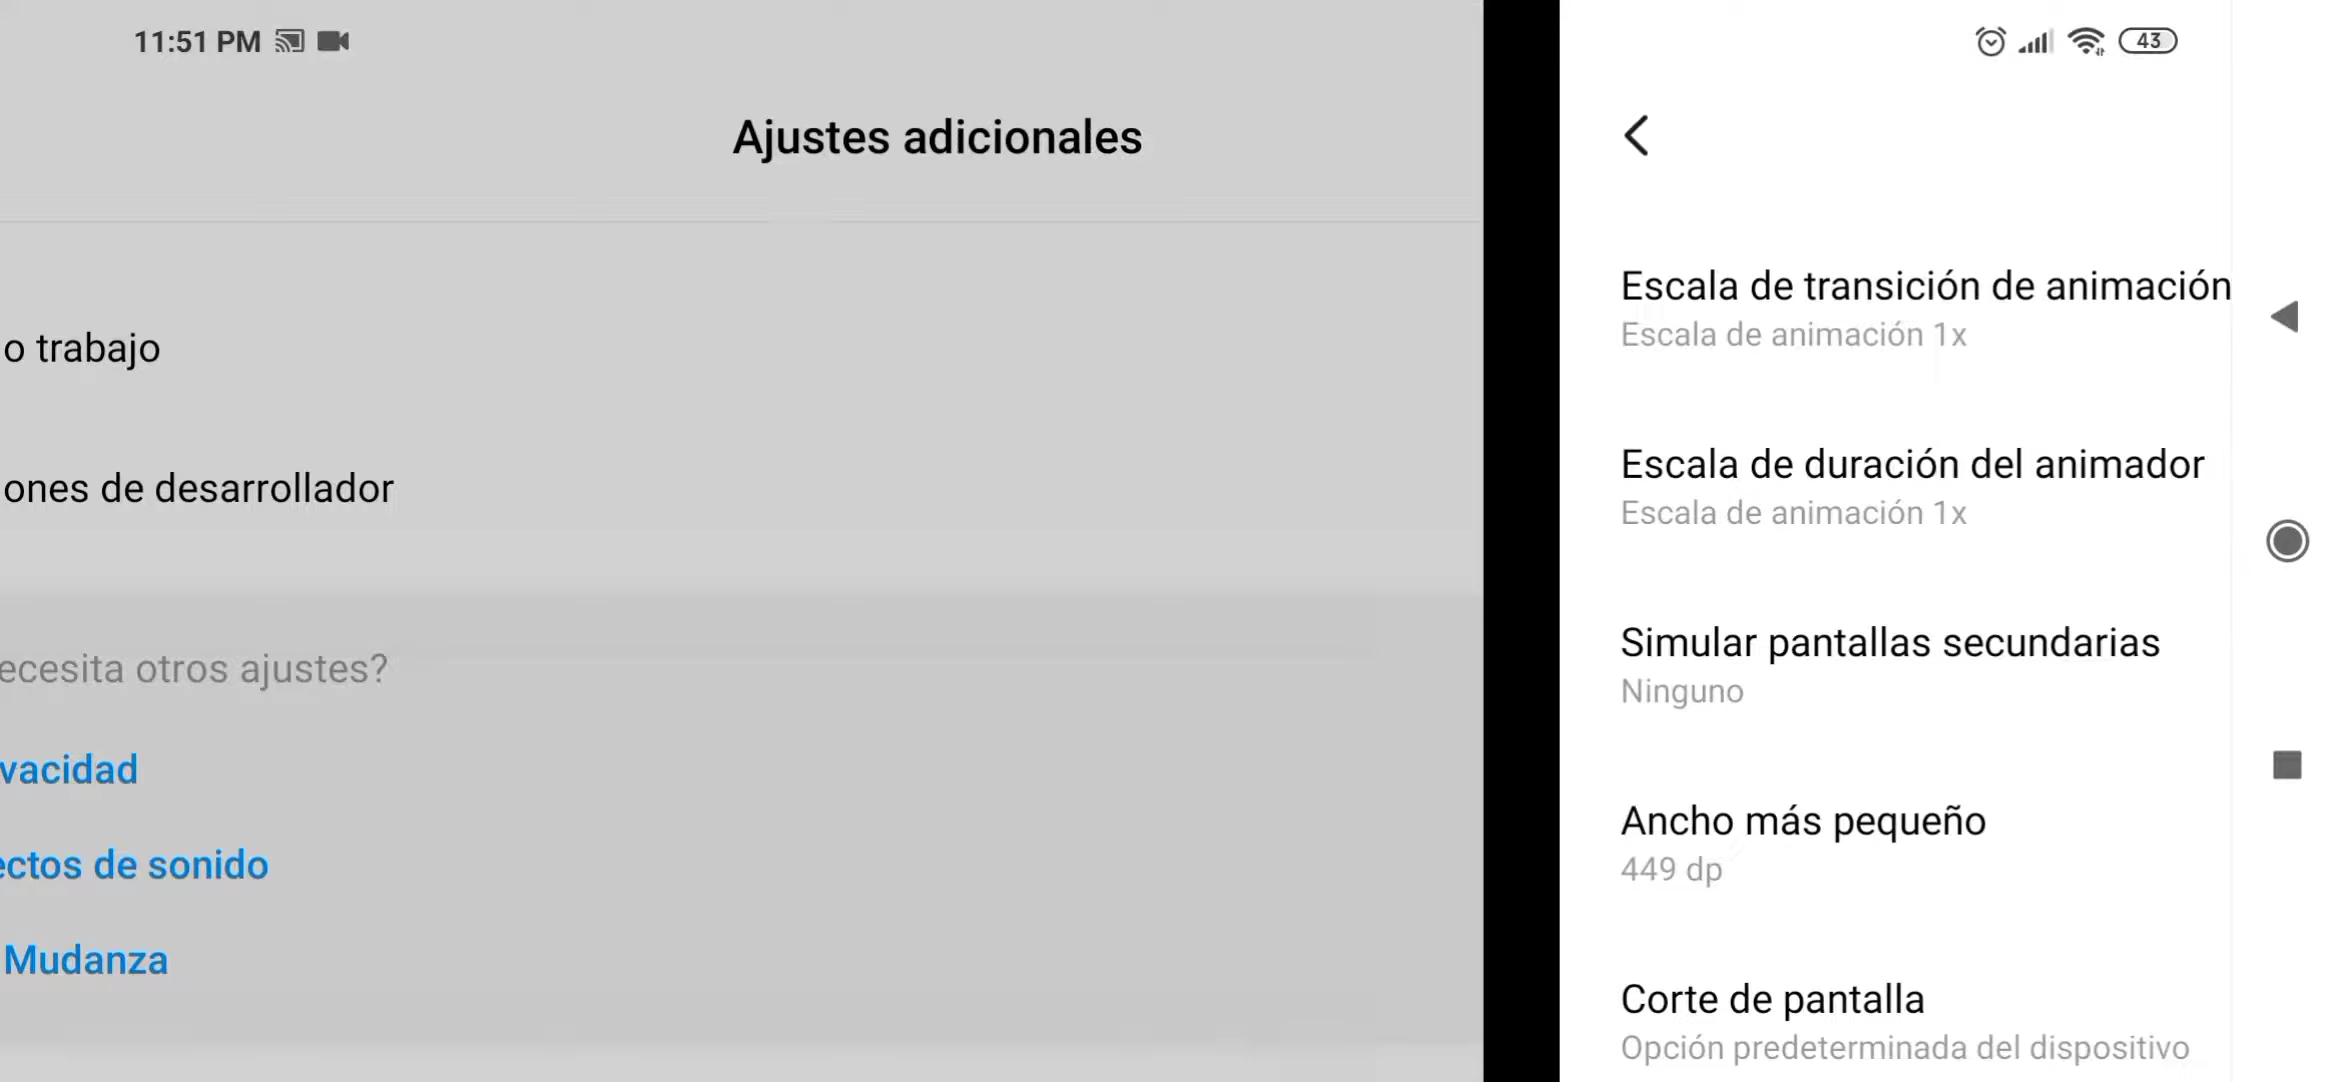 11:51 PM
43
Ajustes adicionales
o trabajo
ones de desarrollador
ecesita otros ajustes?
vacidad
ectos de sonido
Mudanza
Escala de transición de animación
Escala de animación 1x
Escala de duración del animador
Escala de animación 1x
Simular pantallas secundarias
Ninguno
Ancho más pequeño
449 dp
Corte de pantalla
Opción predeterminada del dispositivo